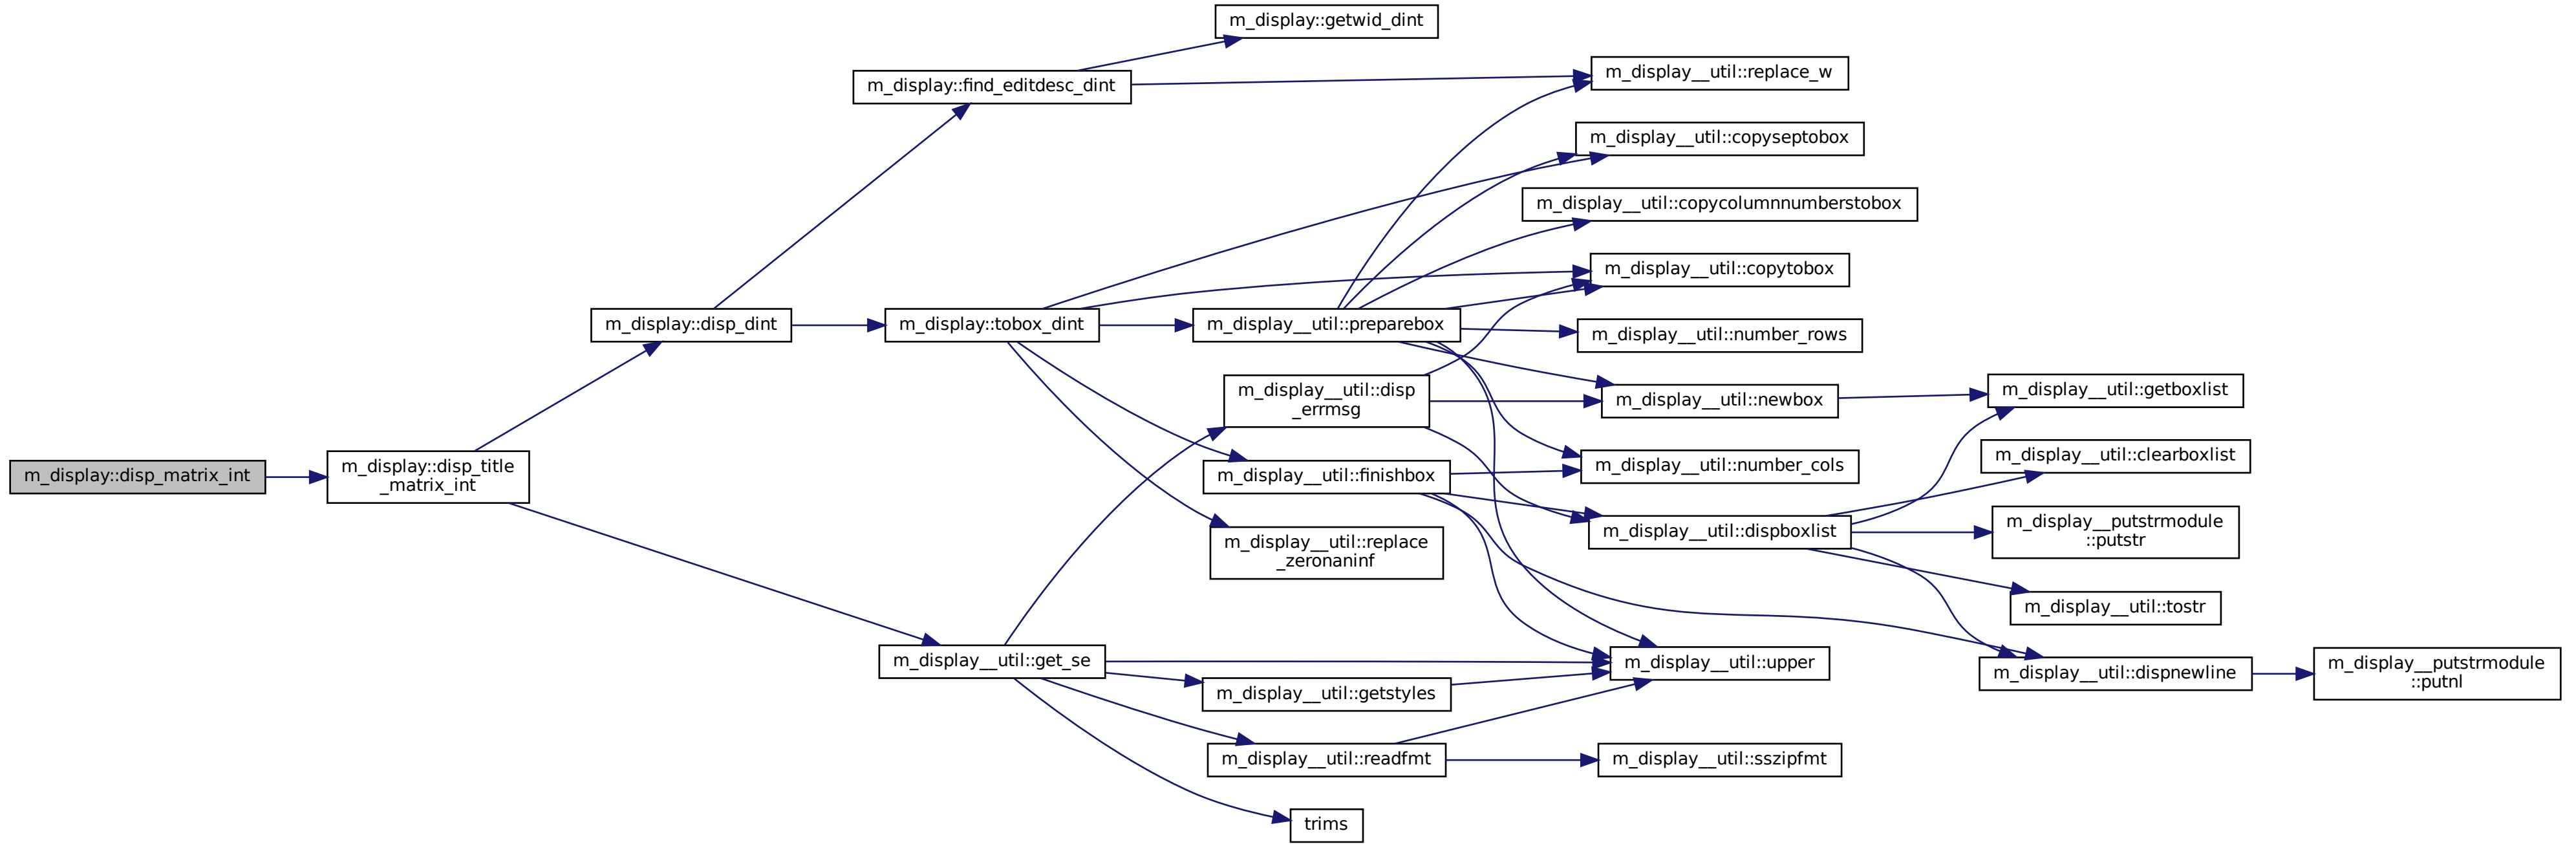 m_display::getwid_dint
m_display__util::replace_w
m_display::find_editdesc_dint
m_display__util::copyseptobox
m_display__util::copycolumnnumberstobox
m_display__util::copytobox
m_display::disp_dint
m_display::tobox_dint
m_display__util::preparebox
m_display__util::number_rows
m_display__util::disp
_errmsg
m_display__util::newbox
m_display__util::getboxlist
m_display::disp_matrix_int
m_display::disp_title
_matrix_int
m_display__util::finishbox
m_display__util::number_cols
m_display__util::clearboxlist
m_display__util::replace
_zeronaninf
m_display__util::dispboxlist
m_display__putstrmodule
::putstr
m_display__util::tostr
m_display__util::get_se
m_display__util::upper
m_display__util::dispnewline
m_display__putstrmodule
::putnl
m_display__util::getstyles
m_display__util::readfmt
m_display__util::sszipfmt
trims